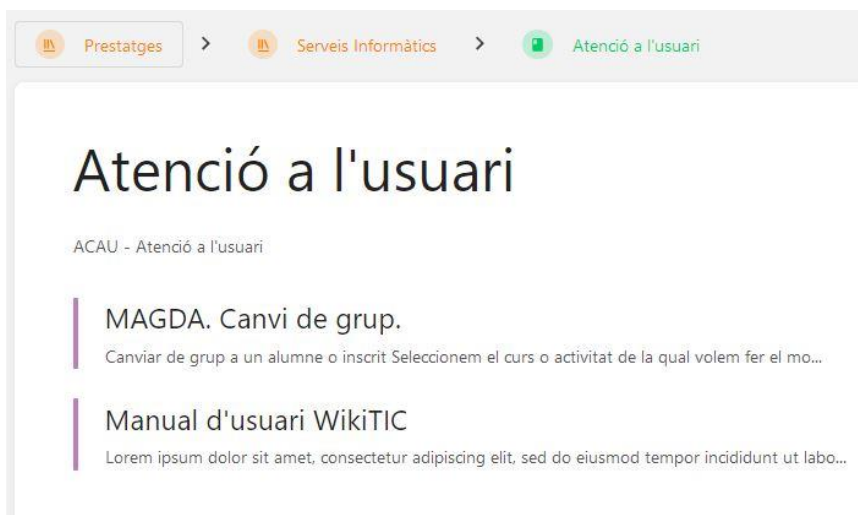 Prestatges > Serveis Informàtics > Atenció a l'usuari
Atenció a l'usuari
ACAU - Atenció a l'usuari
MAGDA. Canvi de grup.
Canviar de grup a un alumne o inscrit Seleccionem el curs o activitat de la qual volem fer el mo...
Manual d'usuari WikiTIC
Lorem ipsum dolor sit amet, consectetur adipiscing elit, sed do eiusmod tempor incididunt ut labo...